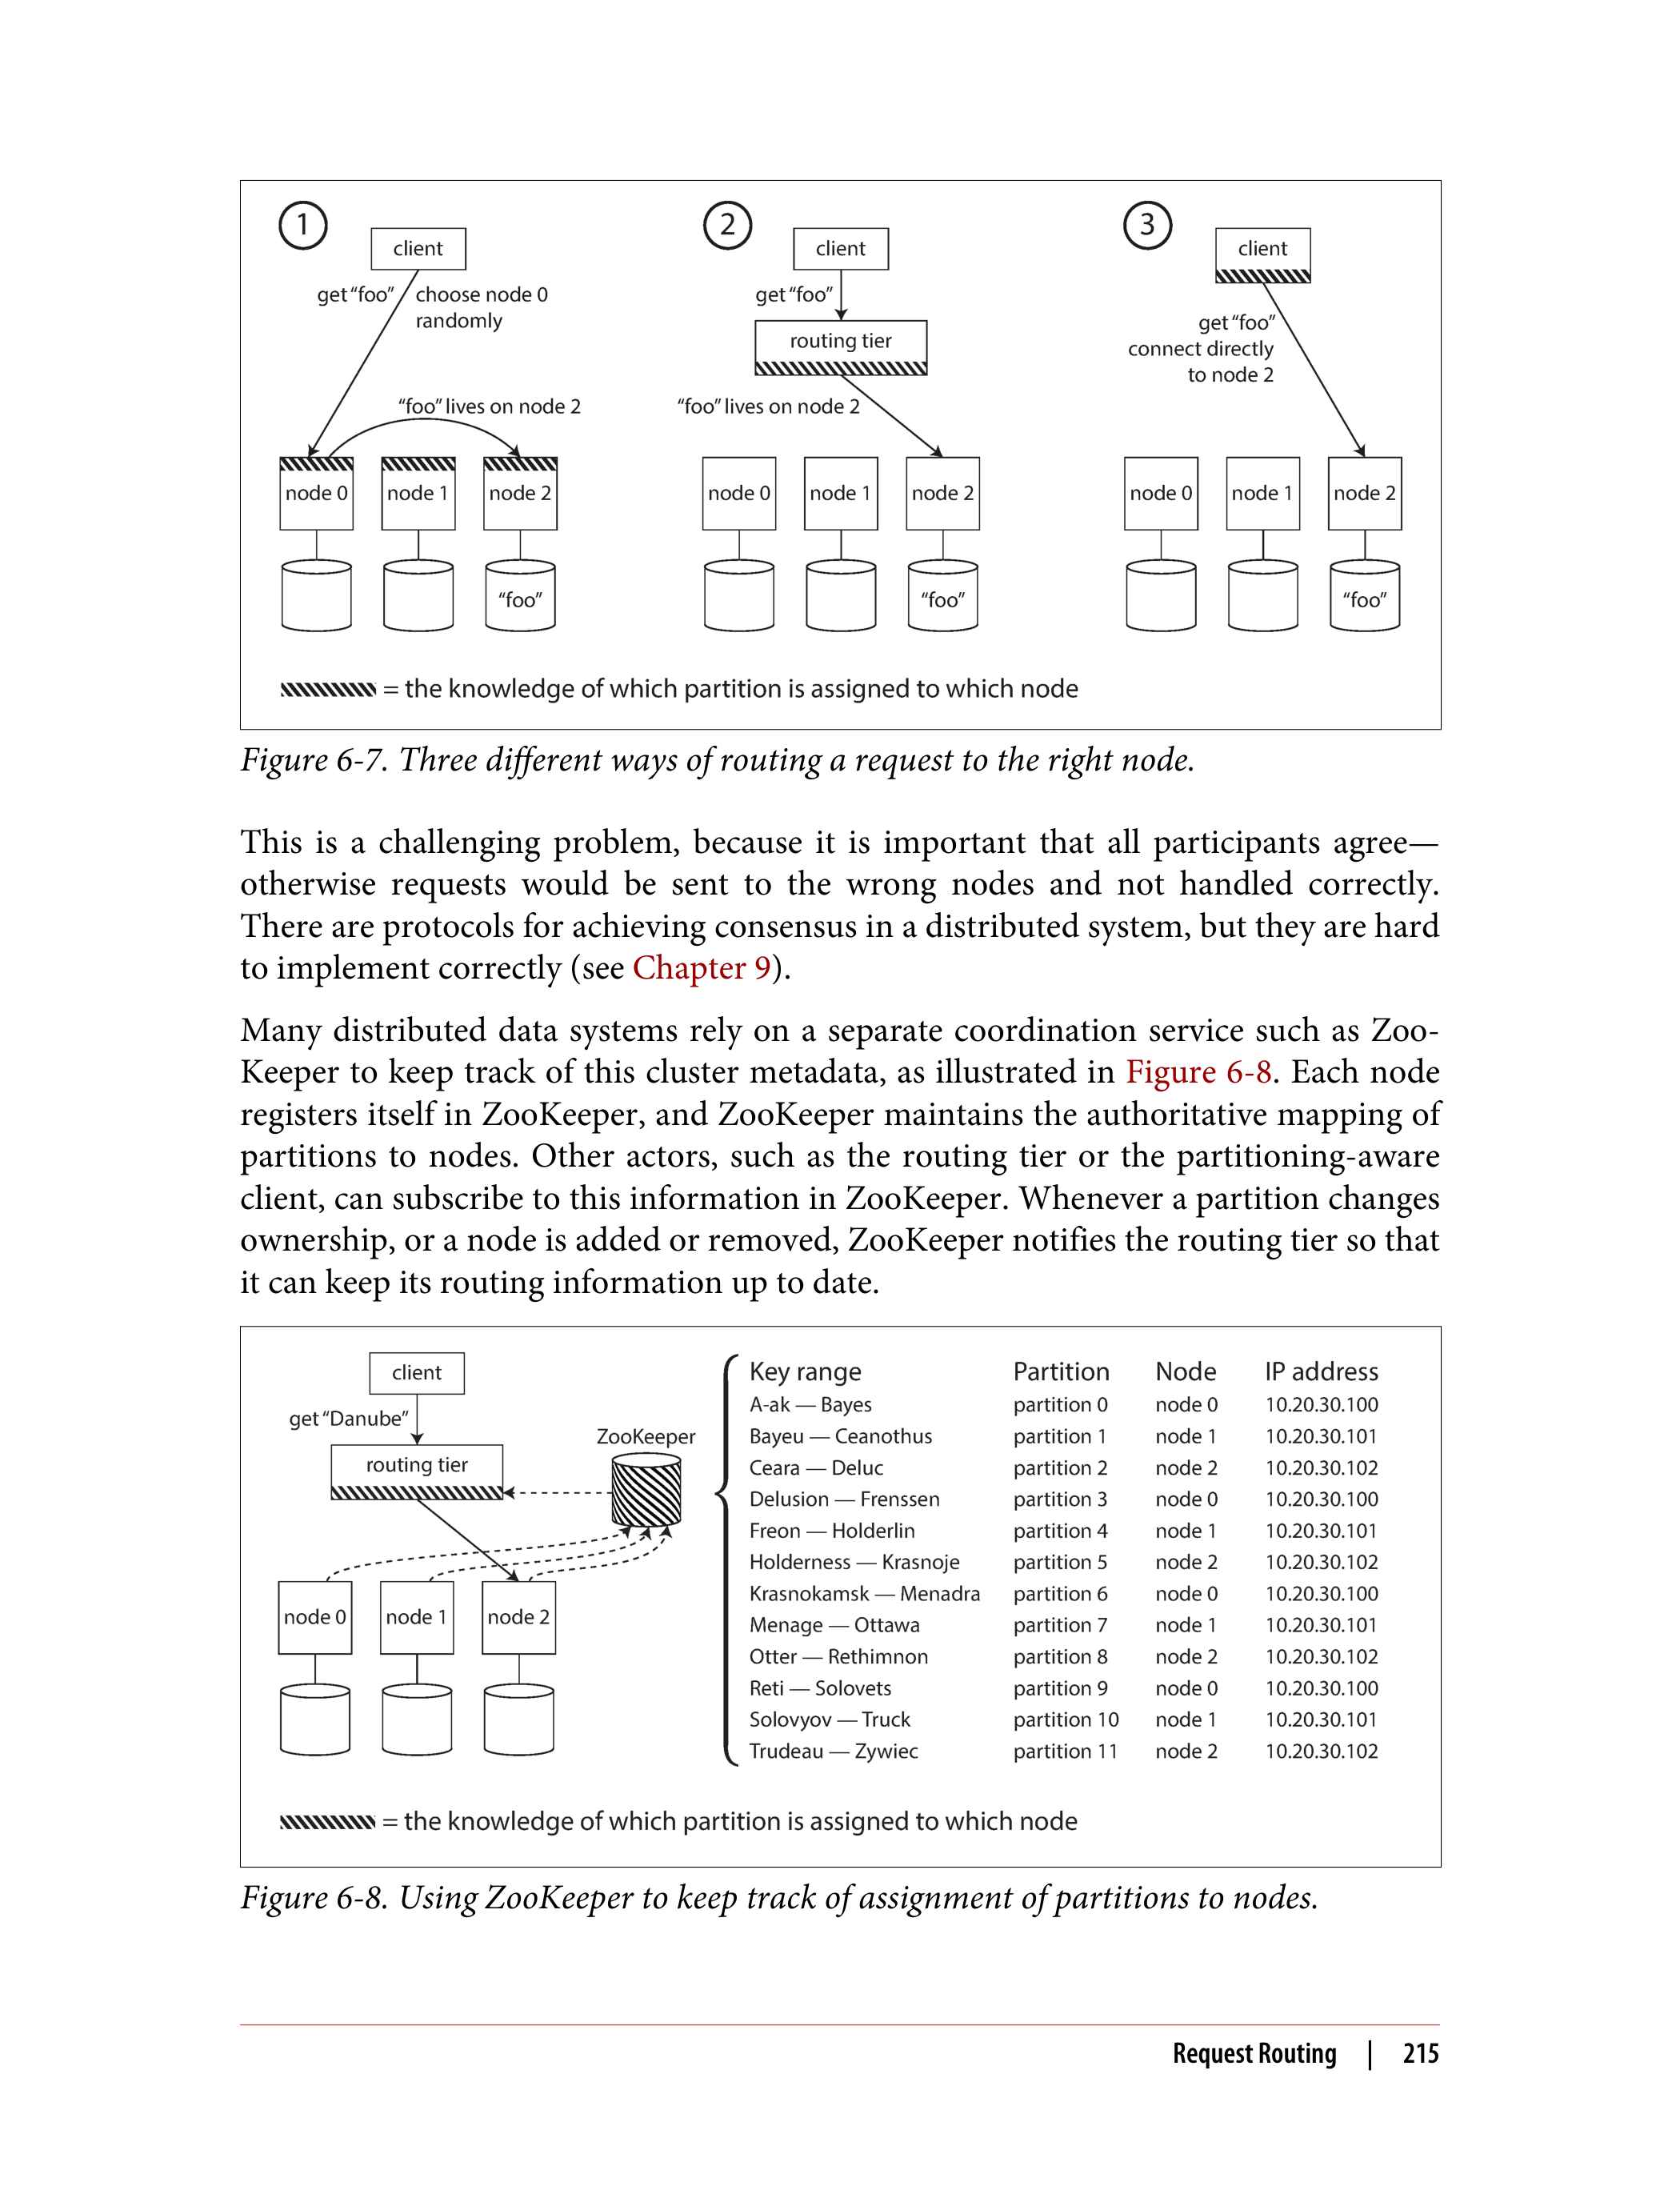 1
client
get “foo”
choose node 0
randomly
“foo” lives on node 2
node 0
node 1
node 2
“foo”
2
client
get “foo”
routing tier
“foo” lives on node 2
node 0
node 1
node 2
“foo”
3
client
get “foo”
connect directly
to node 2
node 0
node 1
node 2
“foo”
= the knowledge of which partition is assigned to which node
Figure 6-7. Three different ways of routing a request to the right node.
This is a challenging problem, because it is important that all participants agree—
otherwise requests would be sent to the wrong nodes and not handled correctly.
There are protocols for achieving consensus in a distributed system, but they are hard
to implement correctly (see Chapter 9).
Many distributed data systems rely on a separate coordination service such as Zoo-
Keeper to keep track of this cluster metadata, as illustrated in Figure 6-8. Each node
registers itself in ZooKeeper, and ZooKeeper maintains the authoritative mapping of
partitions to nodes. Other actors, such as the routing tier or the partitioning-aware
client, can subscribe to this information in ZooKeeper. Whenever a partition changes
ownership, or a node is added or removed, ZooKeeper notifies the routing tier so that
it can keep its routing information up to date.
client
get “Danube”
routing tier
ZooKeeper
node 0
node 1
node 2
Key range Partition Node IP address
A-ak — Bayes partition 0 node 0 10.20.30.100
Bayeu — Ceanothus partition 1 node 1 10.20.30.101
Ceara — Deluc partition 2 node 2 10.20.30.102
Delusion — Frenssen partition 3 node 0 10.20.30.100
Freon — Holderlin partition 4 node 1 10.20.30.101
Holderness — Krasnoje partition 5 node 2 10.20.30.102
Krasnokamsk — Menadra partition 6 node 0 10.20.30.100
Menage — Ottawa partition 7 node 1 10.20.30.101
Otter — Rethimnon partition 8 node 2 10.20.30.102
Reti — Solovets partition 9 node 0 10.20.30.100
Solovyov — Truck partition 10 node 1 10.20.30.101
Trudeau — Zywiec partition 11 node 2 10.20.30.102
= the knowledge of which partition is assigned to which node
Figure 6-8. Using ZooKeeper to keep track of assignment of partitions to nodes.
Request Routing | 215